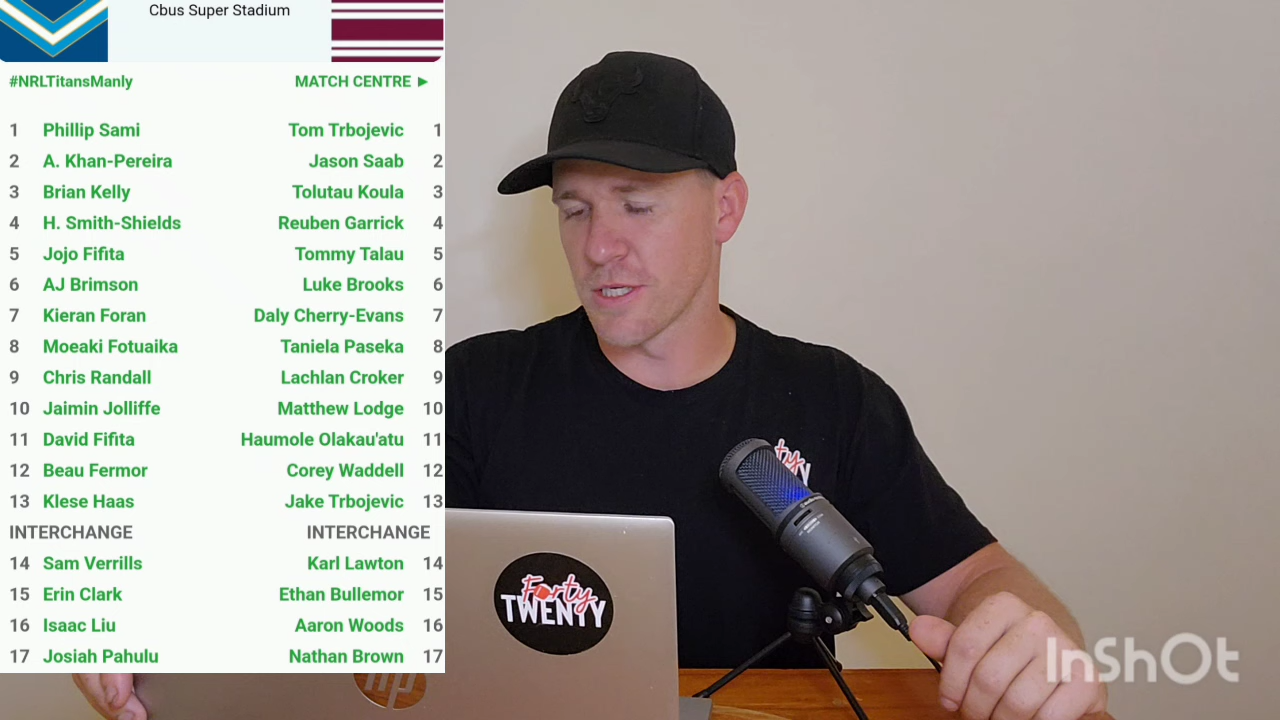 Cbus Super Stadium
#NRLTitansManly MATCH CENTRE ►
1 Phillip Sami Tom Trbojevic 1
2 A. Khan-Pereira Jason Saab 2
3 Brian Kelly Tolutau Koula 3
4 H. Smith-Shields Reuben Garrick 4
5 Jojo Fifita Tommy Talau 5
6 AJ Brimson Luke Brooks 6
7 Kieran Foran Daly Cherry-Evans 7
8 Moeaki Fotuaika Taniela Paseka 8
9 Chris Randall Lachlan Croker 9
10 Jaimin Jolliffe Matthew Lodge 10
11 David Fifita Haumole Olakau'atu 11
12 Beau Fermor Corey Waddell 12
13 Klese Haas Jake Trbojevic 13
INTERCHANGE INTERCHANGE
14 Sam Verrills Karl Lawton 14
15 Erin Clark Ethan Bullemor 15
16 Isaac Liu Aaron Woods 16
17 Josiah Pahulu Nathan Brown 17
Forty
TWENTY
hp
InShOt